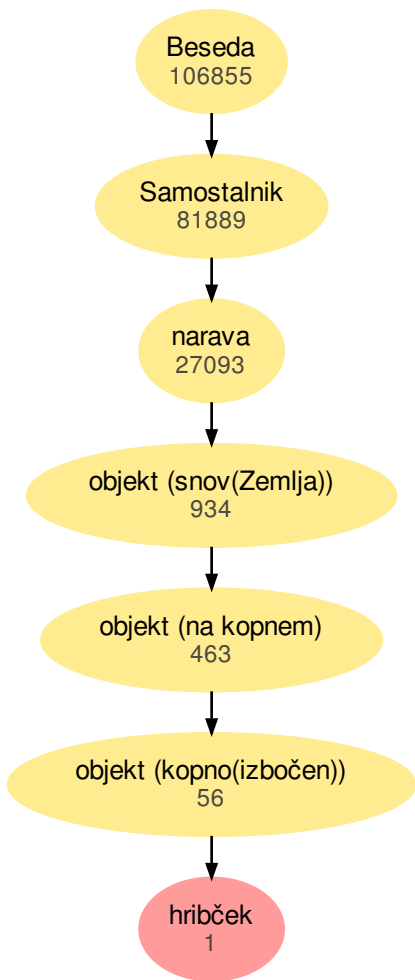 Beseda
106855
Samostalnik
81889
narava
27093
objekt (snov(Zemlja))
934
objekt (na kopnem)
463
objekt (kopno(izbočen))
56
hribček
1